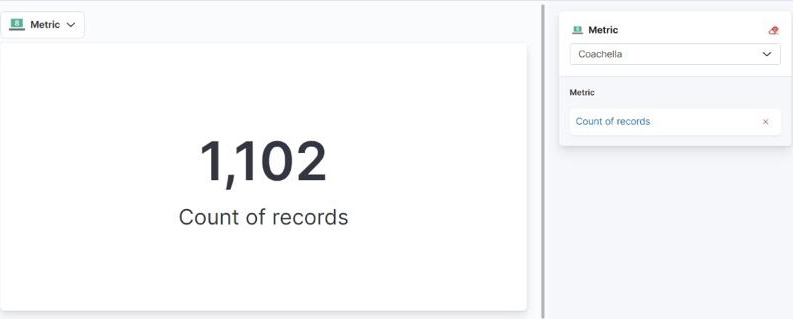 Metric
1,102
Count of records
Metric
Coachella
Metric
Count of records